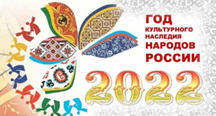 ГОД
КУЛЬТУРНОГО
НАСЛЕДИЯ
НАРОДОВ
РОССИИ
2022